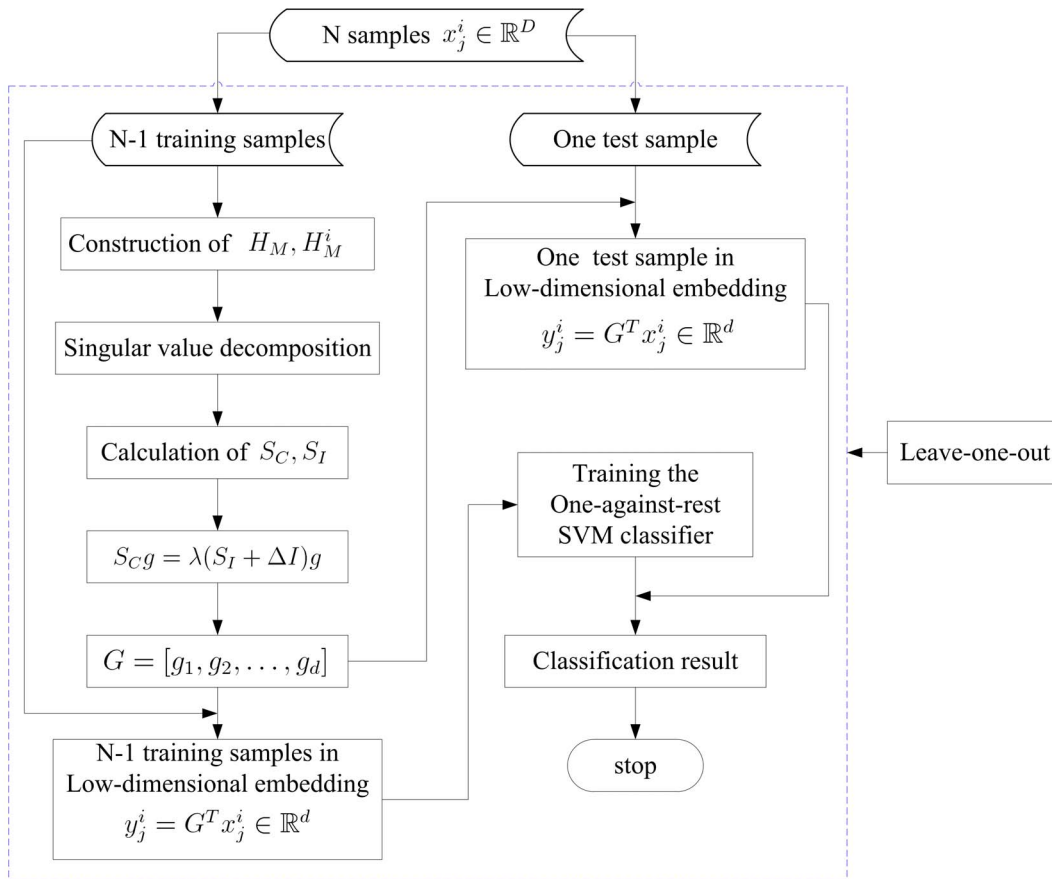 N samples $x_j^i \in \mathbb{R}^D$
N-1 training samples
One test sample
Construction of $H_M, H_M^i$
Singular value decomposition
Calculation of $S_C, S_I$
$S_C g = \lambda(S_I + \Delta I)g$
$G = [g_1, g_2, \ldots, g_d]$
N-1 training samples in
Low-dimensional embedding
$y_j^i = G^T x_j^i \in \mathbb{R}^d$
One test sample in
Low-dimensional embedding
$y_j^i = G^T x_j^i \in \mathbb{R}^d$
Training the
One-against-rest
SVM classifier
Classification result
stop
Leave-one-out